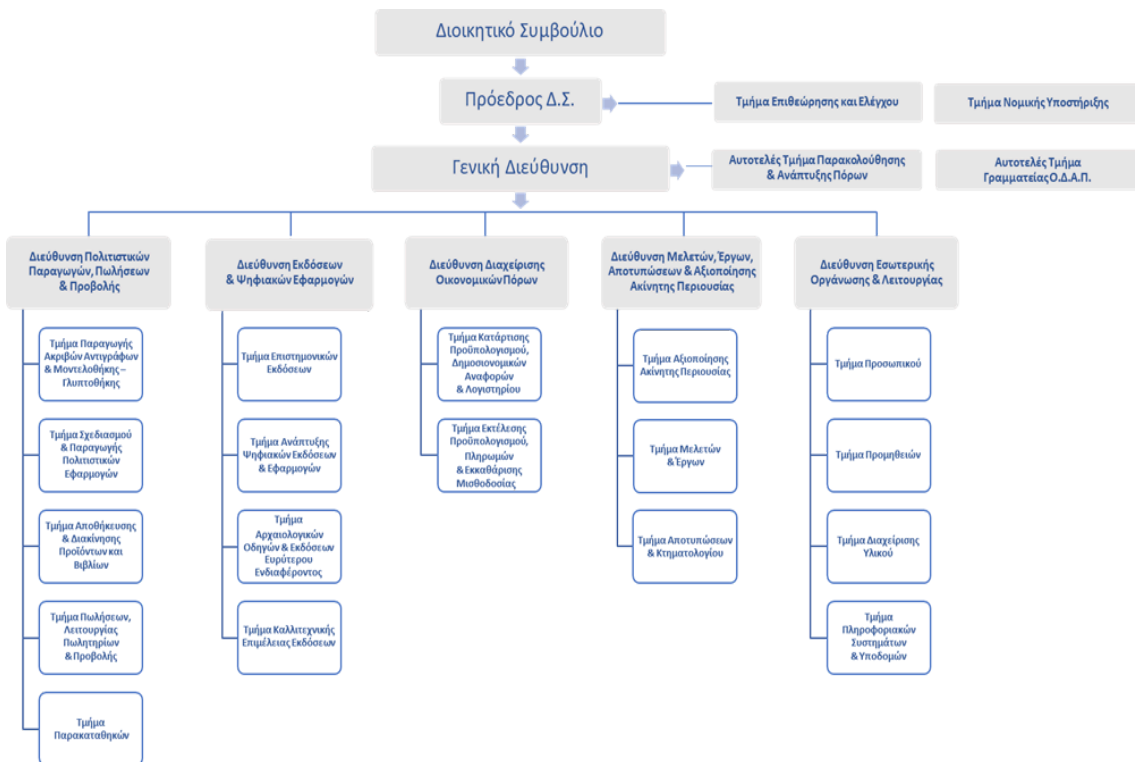 Διοικητικό Συμβούλιο
Πρόεδρος Δ.Σ.
Τμήμα Επιθεώρησης και Ελέγχου
Τμήμα Νομικής Υποστήριξης
Γενική Διεύθυνση
Αυτοτελές Τμήμα Παρακολούθησης
& Ανάπτυξης Πόρων
Αυτοτελές Τμήμα
Γραμματείας Ο.Δ.Α.Π.
Διεύθυνση Πολιτιστικών
Παραγωγών, Πωλήσεων
& Προβολής
Τμήμα Παραγωγής
Ακριβών Αντιγράφων
& Μοντελοθήκης –
Γλυπτοθήκης
Τμήμα Σχεδιασμού
& Παραγωγής
Πολιτιστικών
Εφαρμογών
Τμήμα Αποθήκευσης
& Διακίνησης
Προϊόντων και
Βιβλίων
Τμήμα Πωλήσεων,
Λειτουργίας
Πωλητηρίων
& Προβολής
Τμήμα
Παρακαταθηκών
Διεύθυνση Εκδόσεων
& Ψηφιακών Εφαρμογών
Τμήμα Επιστημονικών
Εκδόσεων
Τμήμα Ανάπτυξης
Ψηφιακών Εκδόσεων
& Εφαρμογών
Τμήμα
Αρχαιολογικών
Οδηγών & Εκδόσεων
Ευρύτερου
Ενδιαφέροντος
Τμήμα Καλλιτεχνικής
Επιμέλειας Εκδόσεων
Διεύθυνση Διαχείρισης
Οικονομικών Πόρων
Τμήμα Κατάρτισης
Προϋπολογισμού,
Δημοσιονομικών
Αναφορών
& Λογιστηρίου
Τμήμα Εκτέλεσης
Προϋπολογισμού,
Πληρωμών
& Εκκαθάρισης
Μισθοδοσίας
Διεύθυνση Μελετών, Έργων,
Αποτυπώσεων & Αξιοποίησης
Ακίνητης Περιουσίας
Τμήμα Αξιοποίησης
Ακίνητης Περιουσίας
Τμήμα Μελετών
& Έργων
Τμήμα Αποτυπώσεων
& Κτηματολογίου
Διεύθυνση Εσωτερικής
Οργάνωσης & Λειτουργίας
Τμήμα Προσωπικού
Τμήμα Προμηθειών
Τμήμα Διαχείρισης
Υλικού
Τμήμα
Πληροφοριακών
Συστημάτων
& Υποδομών